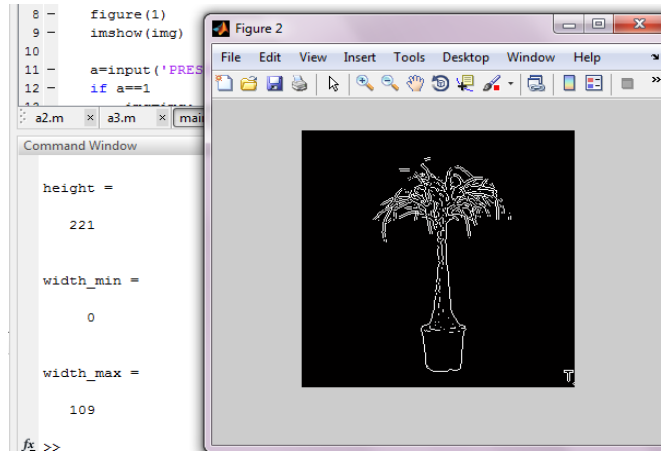 8 – figure(1)
9 – imshow(img)
10
11 – a=input('PRES
12 – if a==1
a2.m × a3.m × mai
Command Window
height =
221
width_min =
0
width_max =
109
fx >>
Figure 2
File Edit View Insert Tools Desktop Window Help
T